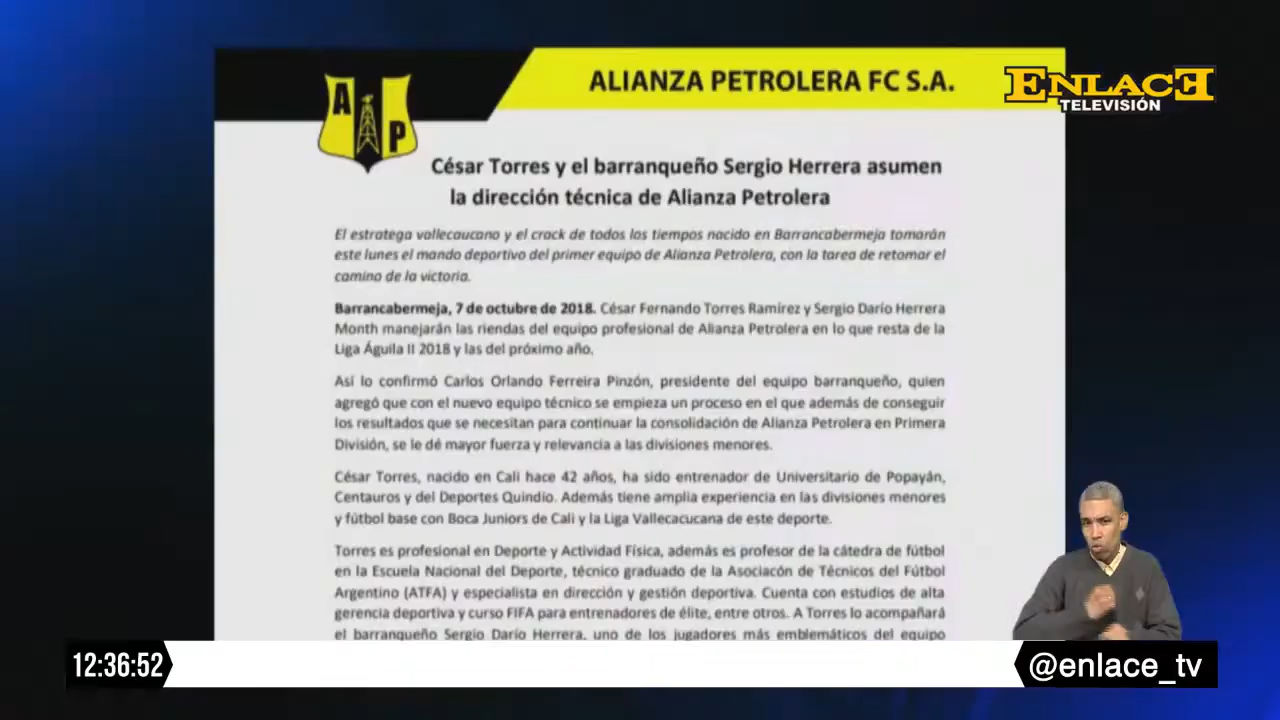 ALIANZA PETROLERA FC S.A.
ENLACE
TELEVISIÓN
A
P
César Torres y el barranqueño Sergio Herrera asumen
la dirección técnica de Alianza Petrolera
El estratega vallecaucano y el crack de todos los tiempos nacido en Barrancabermeja tomarán
este lunes el mando deportivo del primer equipo de Alianza Petrolera, con la tarea de retomar el
camino de la victoria.
Barrancabermeja, 7 de octubre de 2018. César Fernando Torres Ramírez y Sergio Darío Herrera
Month manejarán las riendas del equipo profesional de Alianza Petrolera en lo que resta de la
Liga Águila II 2018 y las del próximo año.
Así lo confirmó Carlos Orlando Ferreira Pinzón, presidente del equipo barranqueño, quien
agregó que con el nuevo equipo técnico se empieza un proceso en el que además de conseguir
los resultados que se necesitan para continuar la consolidación de Alianza Petrolera en Primera
División, se le dé mayor fuerza y relevancia a las divisiones menores.
César Torres, nacido en Cali hace 42 años, ha sido entrenador de Universitario de Popayán,
Centauros y del Deportes Quindío. Además tiene amplia experiencia en las divisiones menores
y fútbol base con Boca Juniors de Cali y la Liga Vallecacucana de este deporte.
Torres es profesional en Deporte y Actividad Física, además es profesor de la cátedra de fútbol
en la Escuela Nacional del Deporte, técnico graduado de la Asociacón de Técnicos del Fútbol
Argentino (ATFA) y especialista en dirección y gestión deportiva. Cuenta con estudios de alta
gerencia deportiva y curso FIFA para entrenadores de élite, entre otros. A Torres lo acompañará
el barranqueño Sergio Darío Herrera, uno de los jugadores más emblemáticos del equipo
12:36:52
@enlace_tv